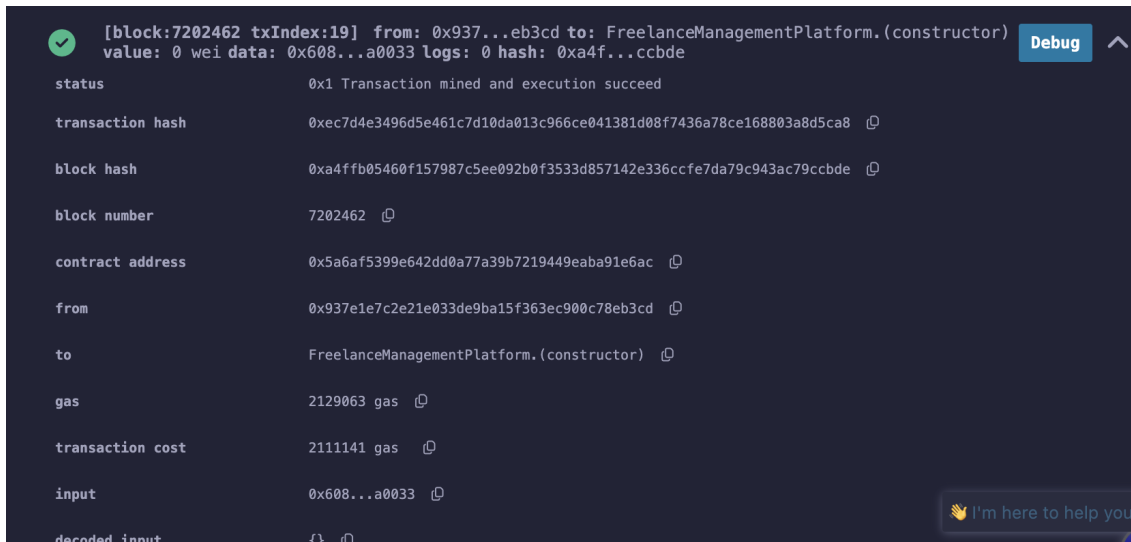 [block:7202462 txIndex:19] from: 0x937...eb3cd to: FreelanceManagementPlatform.(constructor)
value: 0 wei data: 0x608...a0033 logs: 0 hash: 0xa4f...ccbde
Debug
status 0x1 Transaction mined and execution succeed
transaction hash 0xec7d4e3496d5e461c7d10da013c966ce041381d08f7436a78ce168803a8d5ca8
block hash 0xa4ffb05460f157987c5ee092b0f3533d857142e336ccfe7da79c943ac79ccbde
block number 7202462
contract address 0x5a6af5399e642dd0a77a39b7219449eaba91e6ac
from 0x937e1e7c2e21e033de9ba15f363ec900c78eb3cd
to FreelanceManagementPlatform.(constructor)
gas 2129063 gas
transaction cost 2111141 gas
input 0x608...a0033
👋 I'm here to help you
decoded input {}